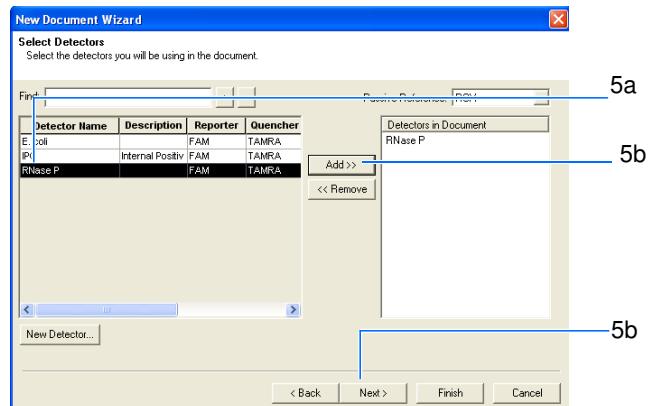 New Document Wizard
Select Detectors
Select the detectors you will be using in the document.
Find:
5a
Detector Name Description Reporter Quencher
E. coli FAM TAMRA
Internal Positiv FAM TAMRA
RNase P FAM TAMRA
Add >>
<< Remove
Detectors in Document
RNase P
5b
New Detector...
5b
< Back Next > Finish Cancel